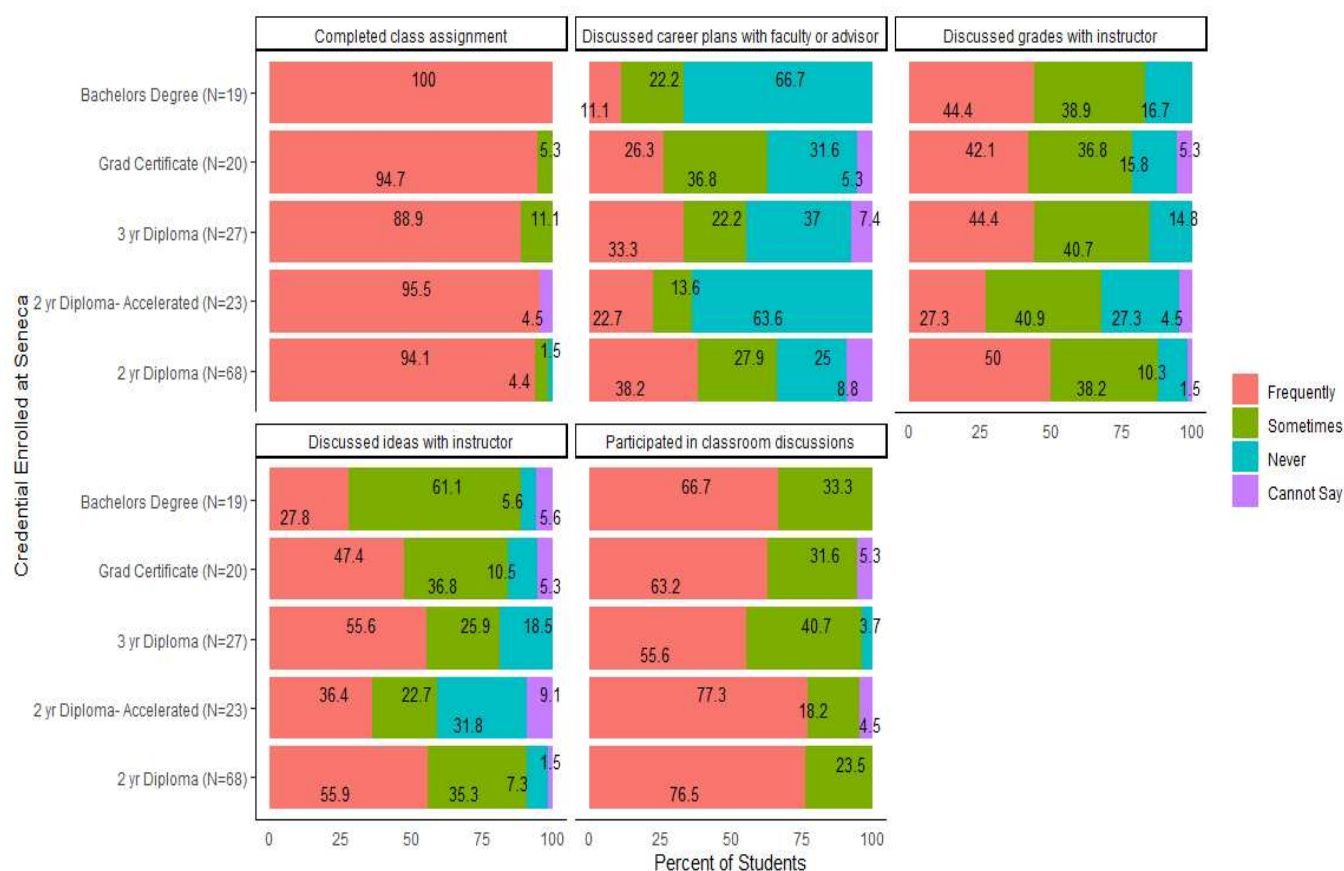 Completed class assignment
Discussed career plans with faculty or advisor
Discussed grades with instructor
Credential Enrolled at Seneca
Bachelors Degree (N=19)
100
11.1 22.2 66.7
44.4 38.9 16.7
Grad Certificate (N=20)
94.7 5.3
26.3 36.8 31.6 5.3
42.1 36.8 15.8 5.3
3 yr Diploma (N=27)
88.9 11.1
33.3 22.2 37 7.4
44.4 40.7 14.8
2 yr Diploma- Accelerated (N=23)
95.5 4.5
22.7 13.6 63.6
27.3 40.9 27.3 4.5
2 yr Diploma (N=68)
94.1 4.4 1.5
38.2 27.9 25 8.8
50 38.2 10.3 1.5
0 25 50 75 100
Frequently
Sometimes
Never
Cannot Say
Discussed ideas with instructor
Participated in classroom discussions
Bachelors Degree (N=19)
27.8 61.1 5.6 5.6
66.7 33.3
Grad Certificate (N=20)
47.4 36.8 10.5 5.3
63.2 31.6 5.3
3 yr Diploma (N=27)
55.6 25.9 18.5
55.6 40.7 3.7
2 yr Diploma- Accelerated (N=23)
36.4 22.7 31.8 9.1
77.3 18.2 4.5
2 yr Diploma (N=68)
55.9 35.3 7.3 1.5
76.5 23.5
0 25 50 75 100
0 25 50 75 100
Percent of Students